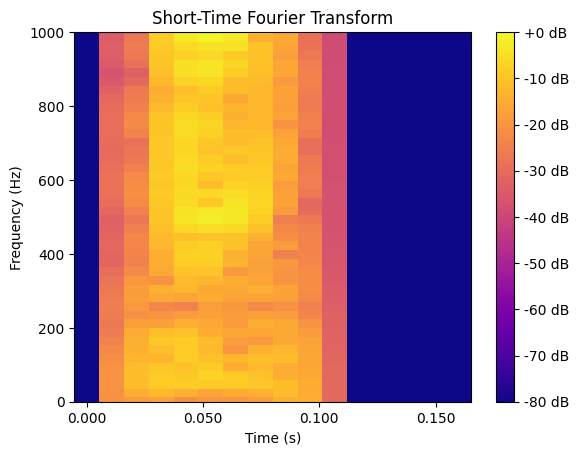 Short-Time Fourier Transform
1000
800
600
400
200
0
Frequency (Hz)
0.000
0.050
0.100
0.150
Time (s)
+0 dB
-10 dB
-20 dB
-30 dB
-40 dB
-50 dB
-60 dB
-70 dB
-80 dB